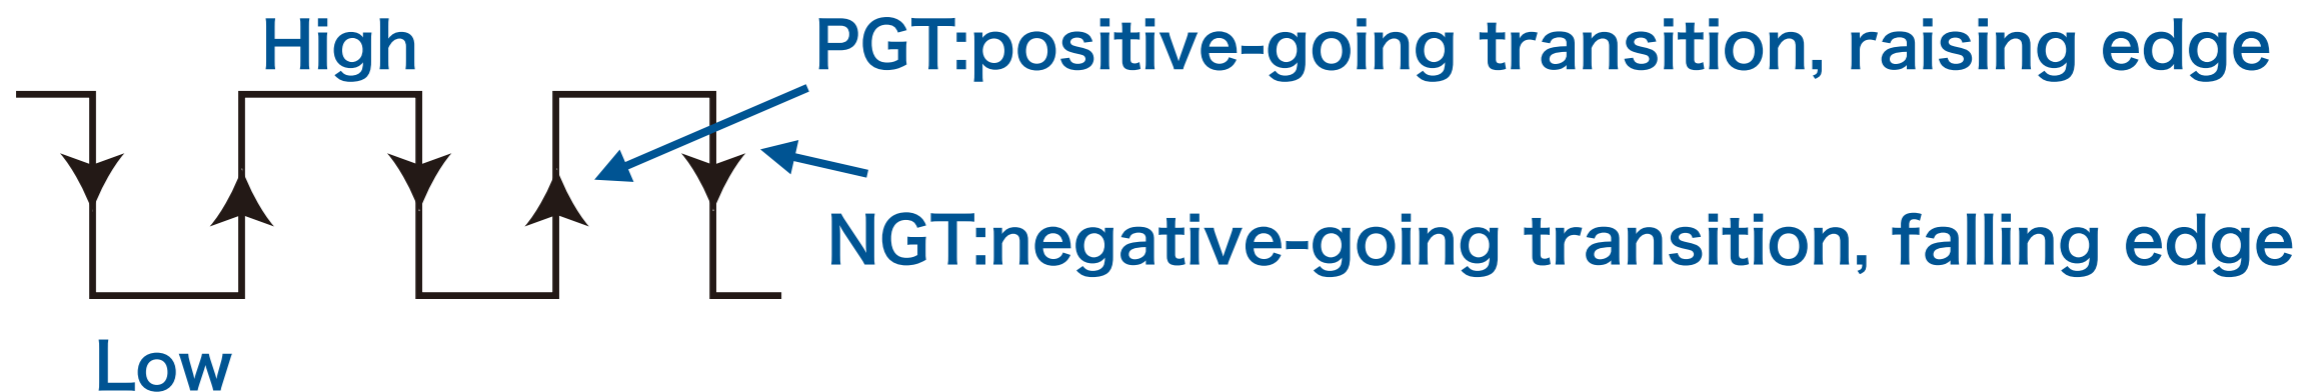 High
PGT:positive-going transition, raising edge
NGT:negative-going transition, falling edge
Low